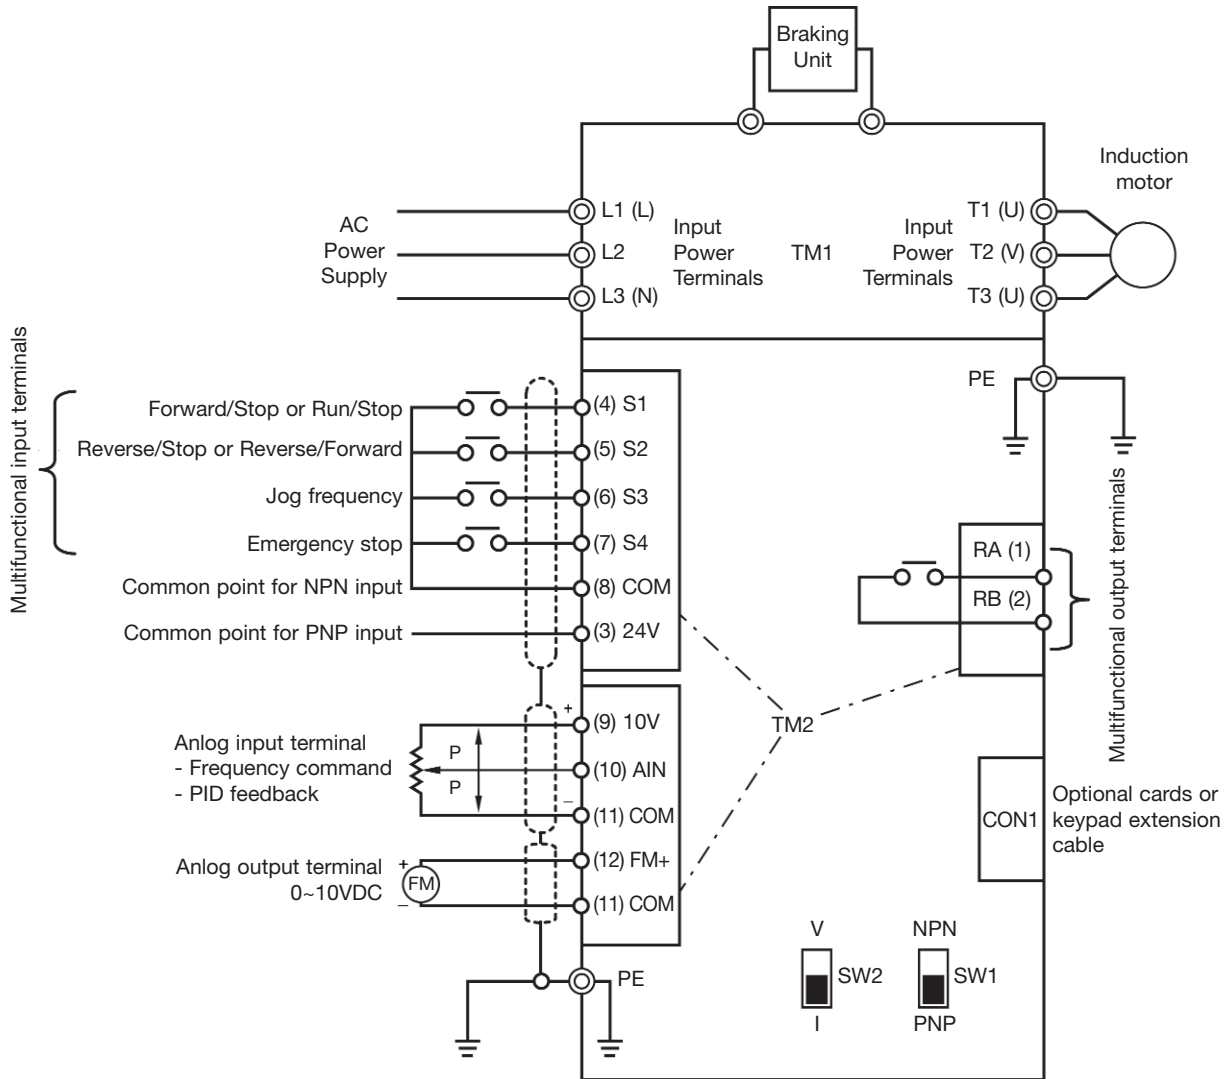 Braking
Unit
Induction
motor
AC
Power
Supply
L1 (L)
L2
L3 (N)
Input
Power
Terminals
TM1
Input
Power
Terminals
T1 (U)
T2 (V)
T3 (U)
PE
Multifunctional input terminals
Forward/Stop or Run/Stop
Reverse/Stop or Reverse/Forward
Jog frequency
Emergency stop
Common point for NPN input
Common point for PNP input
(4) S1
(5) S2
(6) S3
(7) S4
(8) COM
(3) 24V
RA (1)
RB (2)
Multifunctional output terminals
TM2
Anlog input terminal
- Frequency command
- PID feedback
P
P
+
–
(9) 10V
(10) AIN
(11) COM
Anlog output terminal
0~10VDC
+
FM
–
(12) FM+
(11) COM
CON1
Optional cards or
keypad extension
cable
PE
V
SW2
I
NPN
SW1
PNP